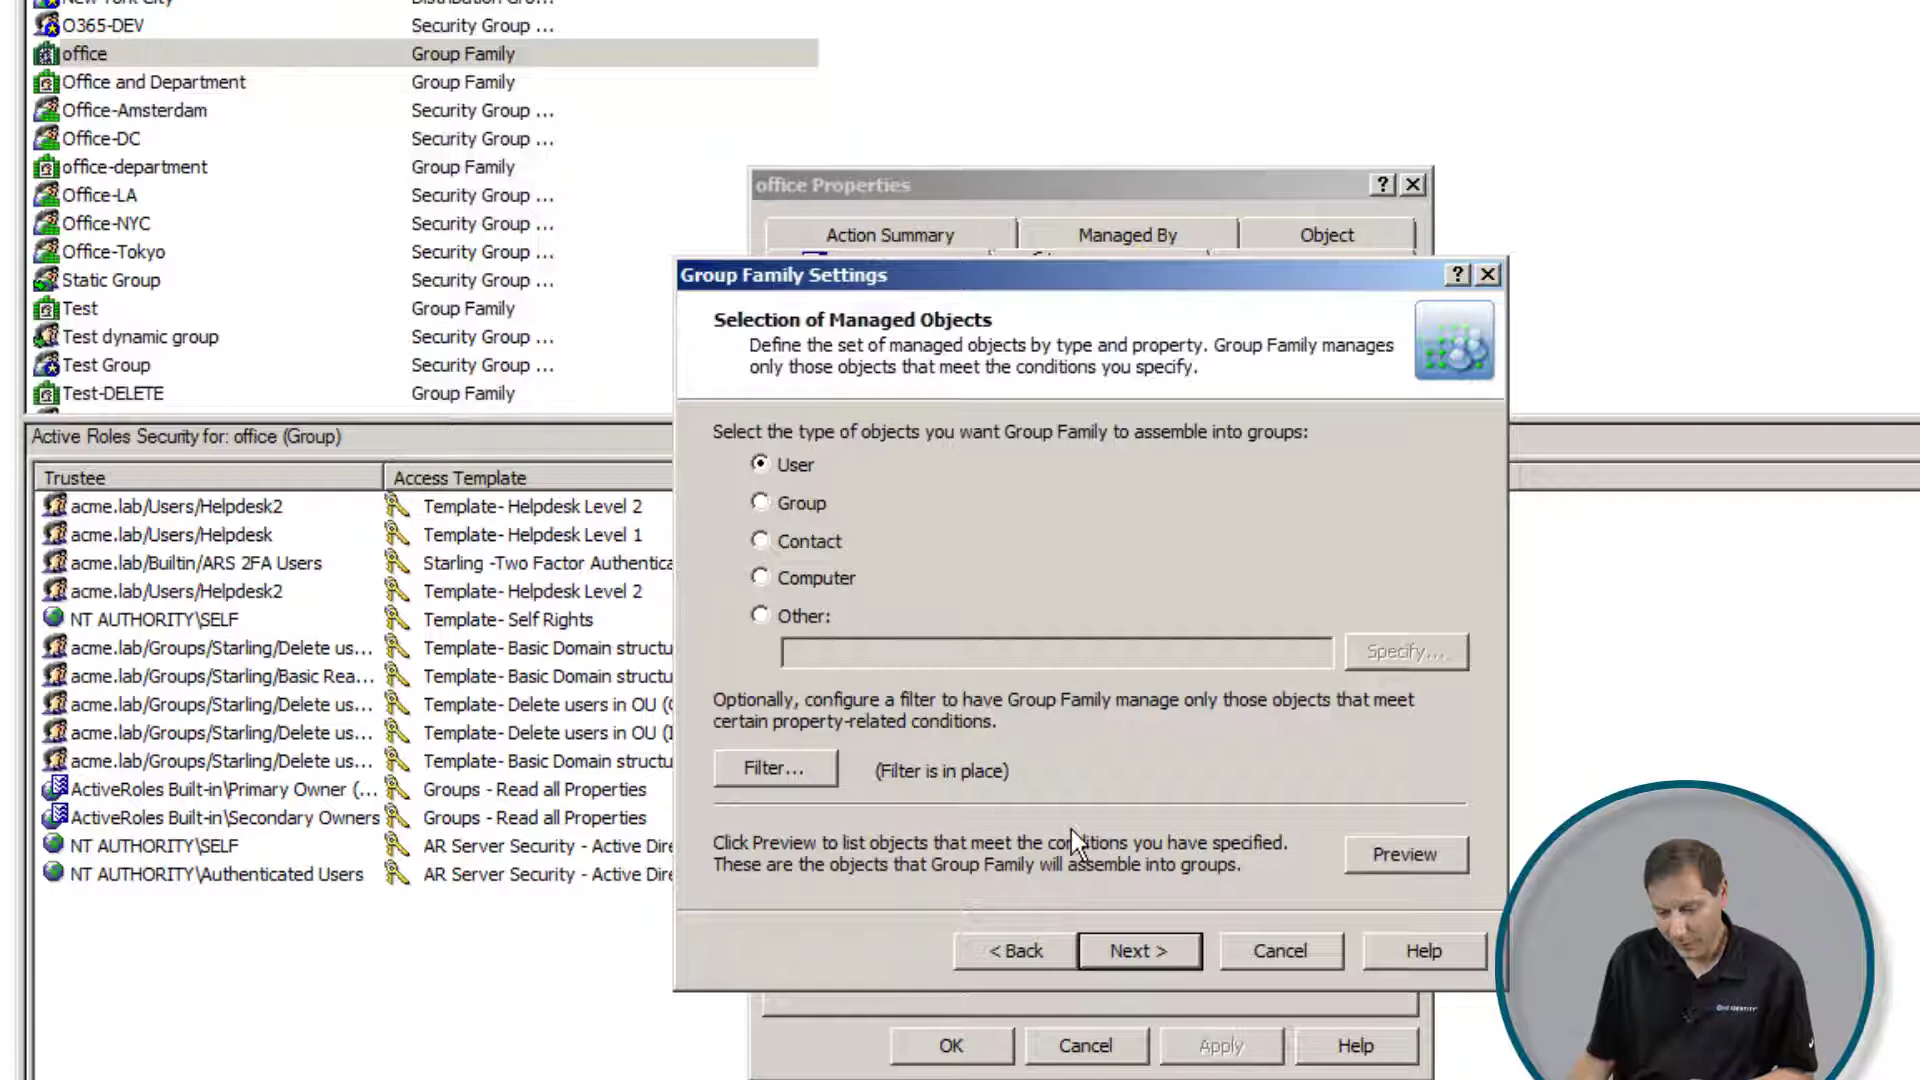 New York City Distribution Group ...
O365-DEV Security Group ...
office Group Family
Office and Department Group Family
Office-Amsterdam Security Group ...
Office-DC Security Group ...
office-department Group Family
Office-LA Security Group ...
Office-NYC Security Group ...
Office-Tokyo Security Group ...
Static Group Security Group ...
Test Group Family
Test dynamic group Security Group ...
Test Group Security Group ...
Test-DELETE Group Family
Active Roles Security for: office (Group)
Trustee Access Template
acme.lab/Users/Helpdesk2 Template- Helpdesk Level 2
acme.lab/Users/Helpdesk Template- Helpdesk Level 1
acme.lab/Builtin/ARS 2FA Users Starling -Two Factor Authentica
acme.lab/Users/Helpdesk2 Template- Helpdesk Level 2
NT AUTHORITY\SELF Template- Self Rights
acme.lab/Groups/Starling/Delete us... Template- Basic Domain structu
acme.lab/Groups/Starling/Basic Rea... Template- Basic Domain structu
acme.lab/Groups/Starling/Delete us... Template- Delete users in OU (
acme.lab/Groups/Starling/Delete us... Template- Delete users in OU (
acme.lab/Groups/Starling/Delete us... Template- Basic Domain structu
ActiveRoles Built-in\Primary Owner (... Groups - Read all Properties
ActiveRoles Built-in\Secondary Owners Groups - Read all Properties
NT AUTHORITY\SELF AR Server Security - Active Dire
NT AUTHORITY\Authenticated Users AR Server Security - Active Dire
office Properties
Action Summary Managed By Object
Group Family Settings
Selection of Managed Objects
Define the set of managed objects by type and property. Group Family manages
only those objects that meet the conditions you specify.
Select the type of objects you want Group Family to assemble into groups:
User
Group
Contact
Computer
Other:
Specify...
Optionally, configure a filter to have Group Family manage only those objects that meet
certain property-related conditions.
Filter... (Filter is in place)
Click Preview to list objects that meet the conditions you have specified.
These are the objects that Group Family will assemble into groups.
Preview
< Back Next > Cancel Help
OK Cancel Apply Help